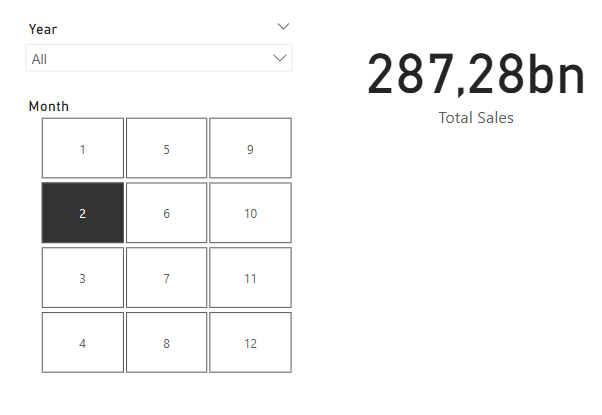 Year
All
Month
1 5 9
2 6 10
3 7 11
4 8 12
287,28bn
Total Sales